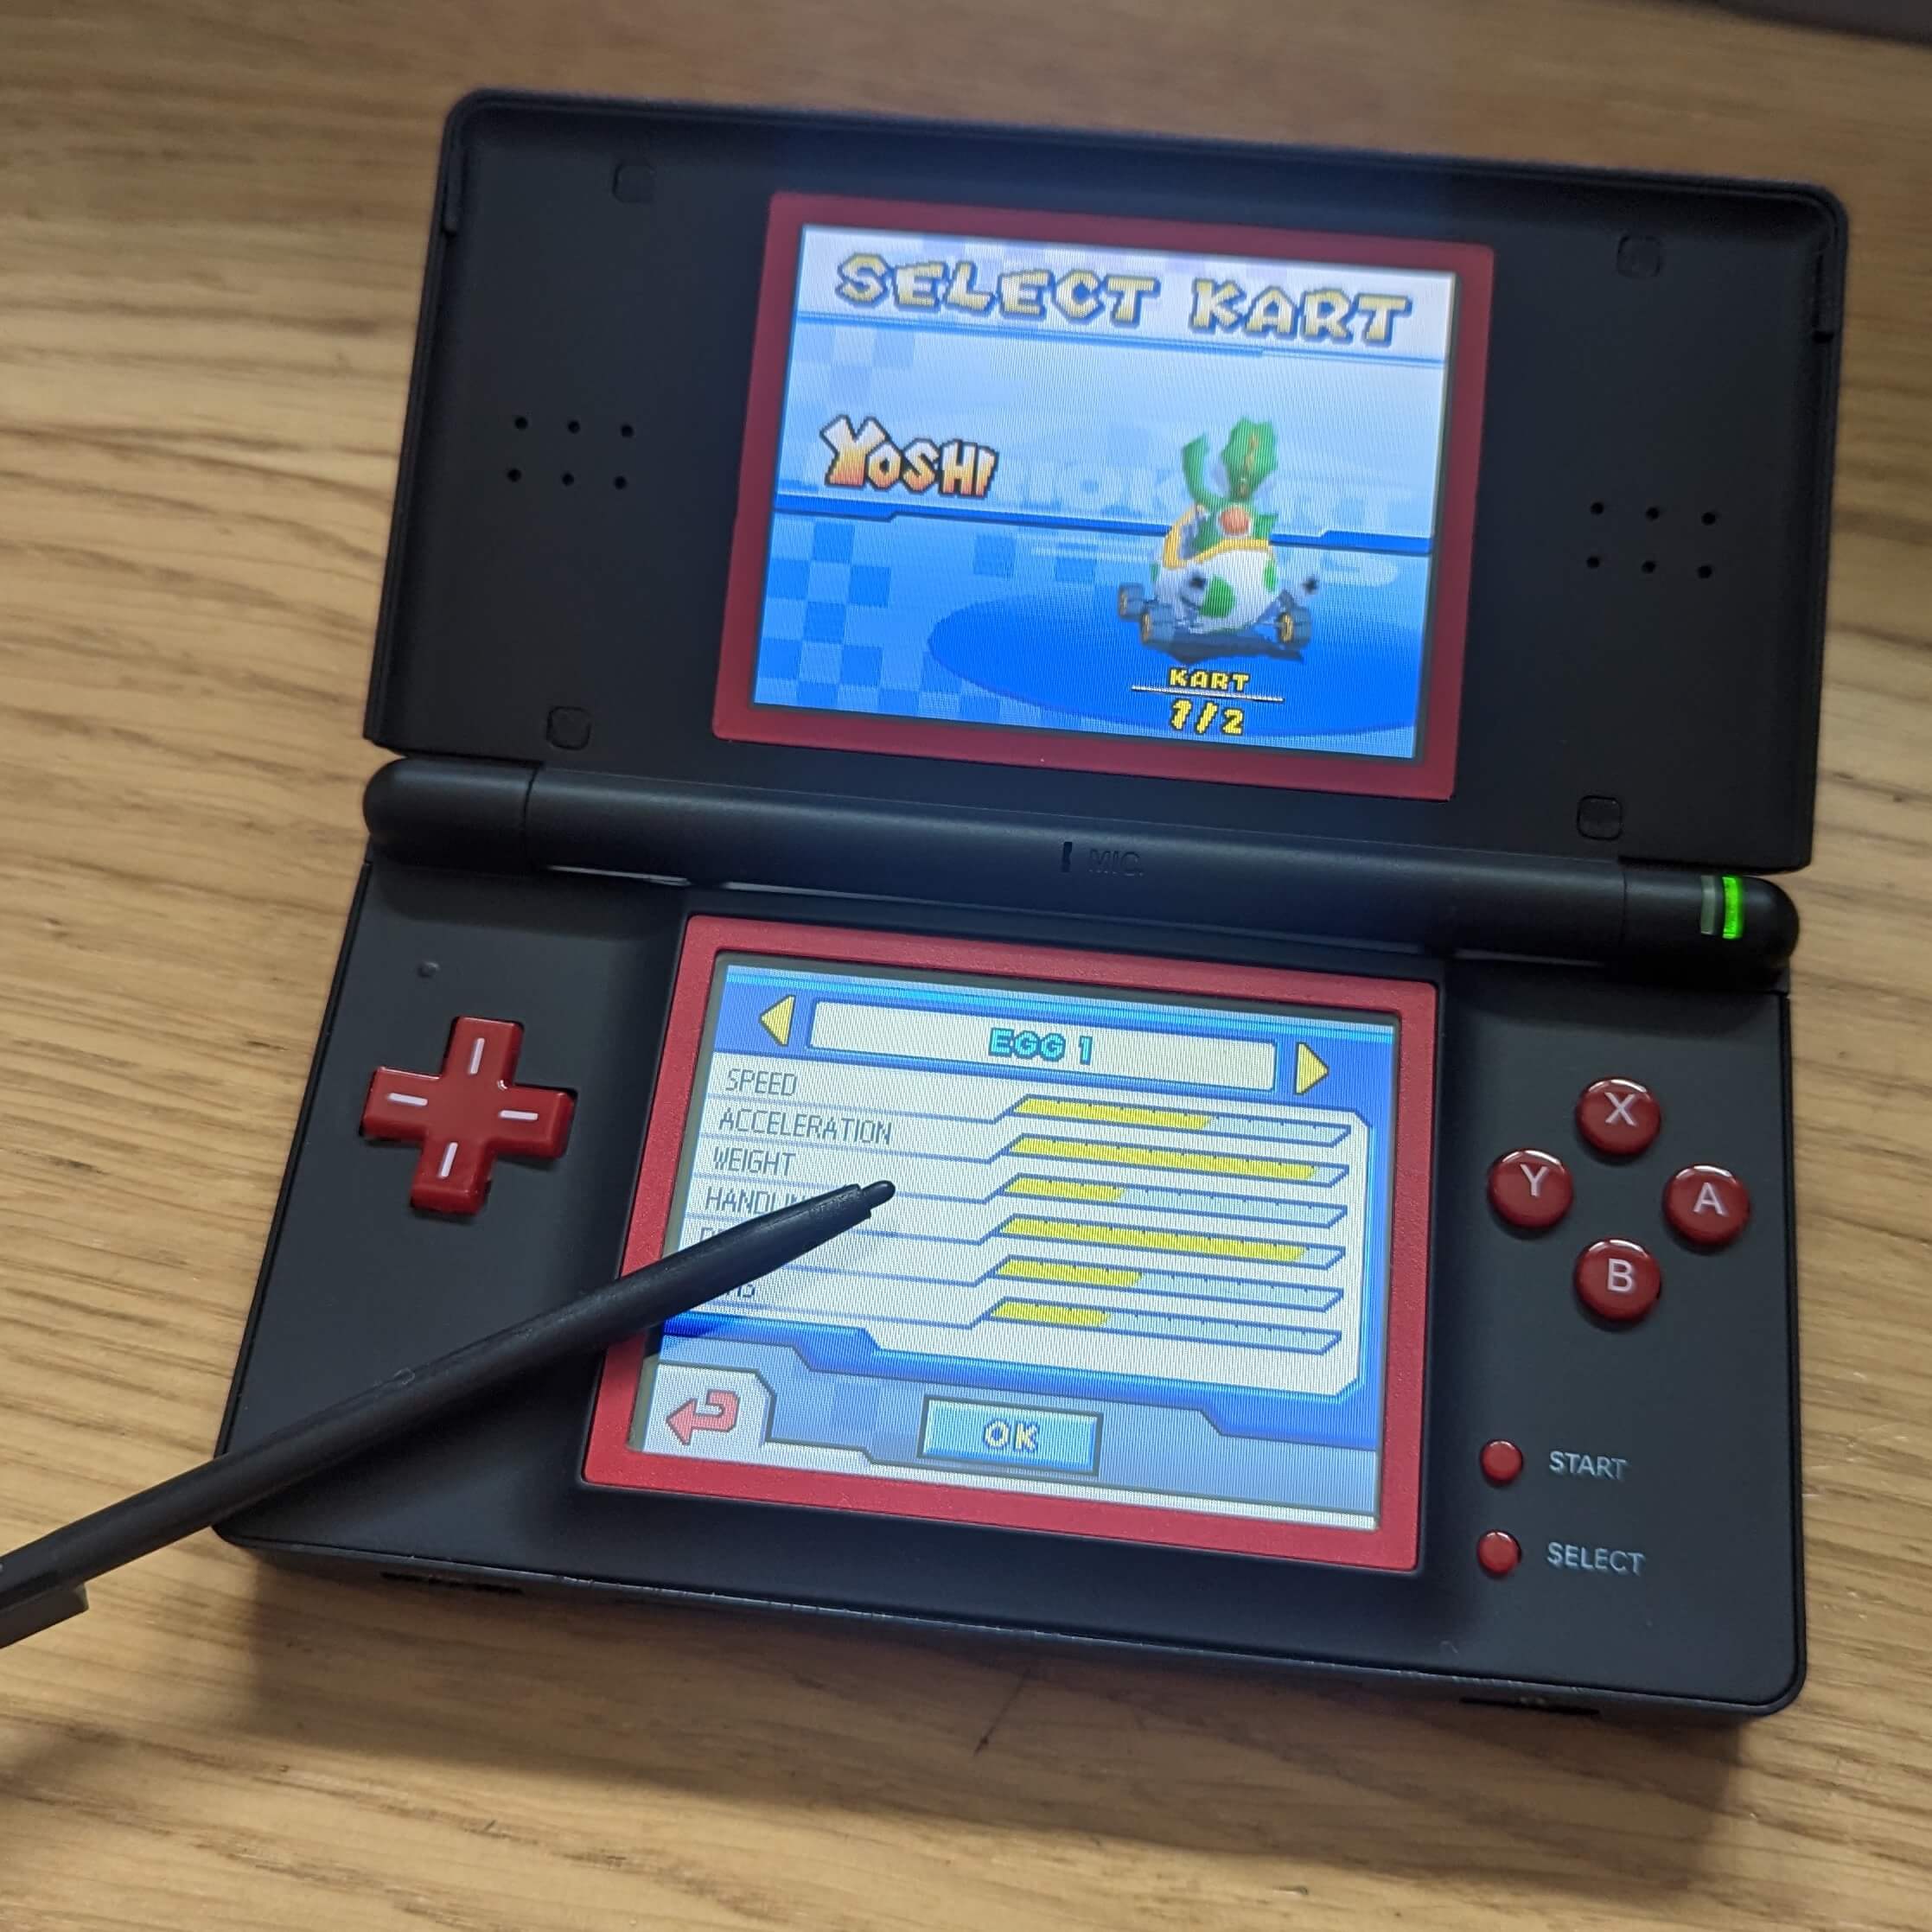 SELECT KART
YOSHI
KART
1/2
MIC.
EGG 1
SPEED
ACCELERATION
WEIGHT
X
Y
A
B
OK
START
SELECT